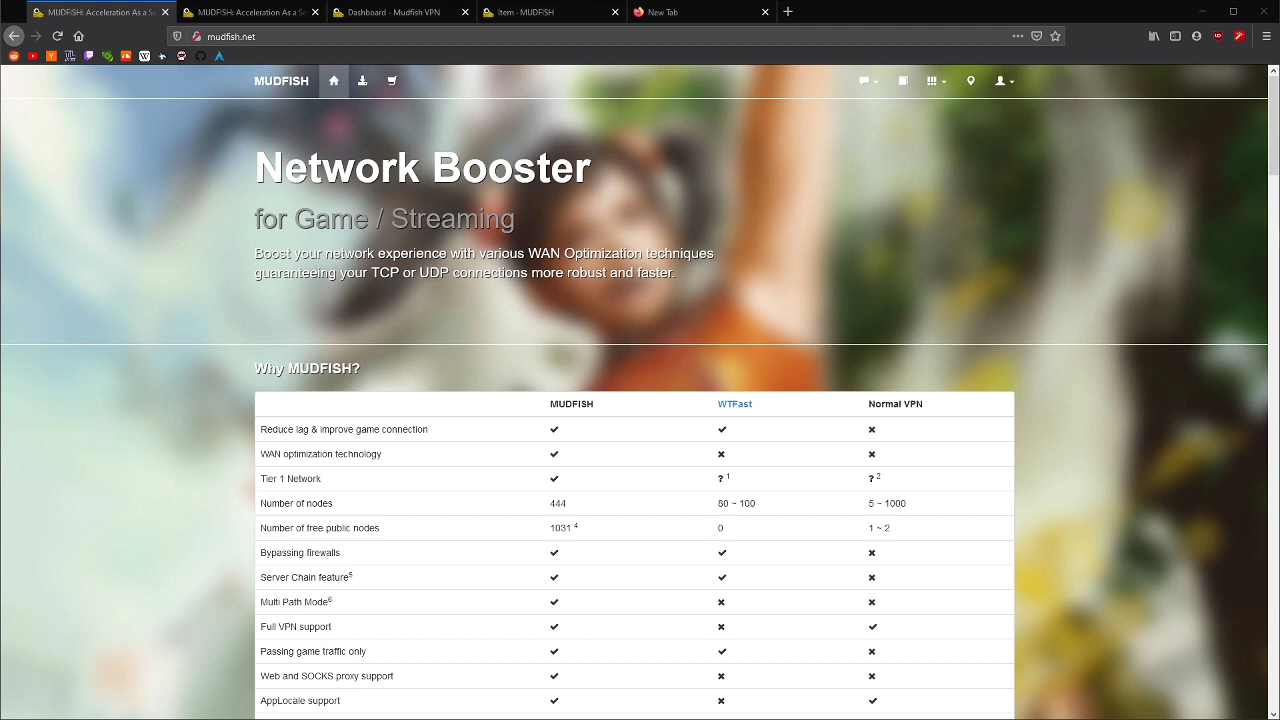 MUDFISH: Acceleration As a Se
MUDFISH: Acceleration As a Se
Dashboard - Mudfish VPN
Item - MUDFISH
New Tab
mudfish.net
MUDFISH
Network Booster
for Game / Streaming
Boost your network experience with various WAN Optimization techniques
guaranteeing your TCP or UDP connections more robust and faster.
Why MUDFISH?
MUDFISH WTFast Normal VPN
Reduce lag & improve game connection ✔ ✔ ✖
WAN optimization technology ✔ ✖ ✖
Tier 1 Network ✔ ? 1 ? 2
Number of nodes 444 80 ~ 100 5 ~ 1000
Number of free public nodes 1031 4 0 1 ~ 2
Bypassing firewalls ✔ ✔ ✖
Server Chain feature5 ✔ ✔ ✖
Multi Path Mode6 ✔ ✖ ✖
Full VPN support ✔ ✖ ✔
Passing game traffic only ✔ ✔ ✖
Web and SOCKS proxy support ✔ ✖ ✖
AppLocale support ✔ ✖ ✔